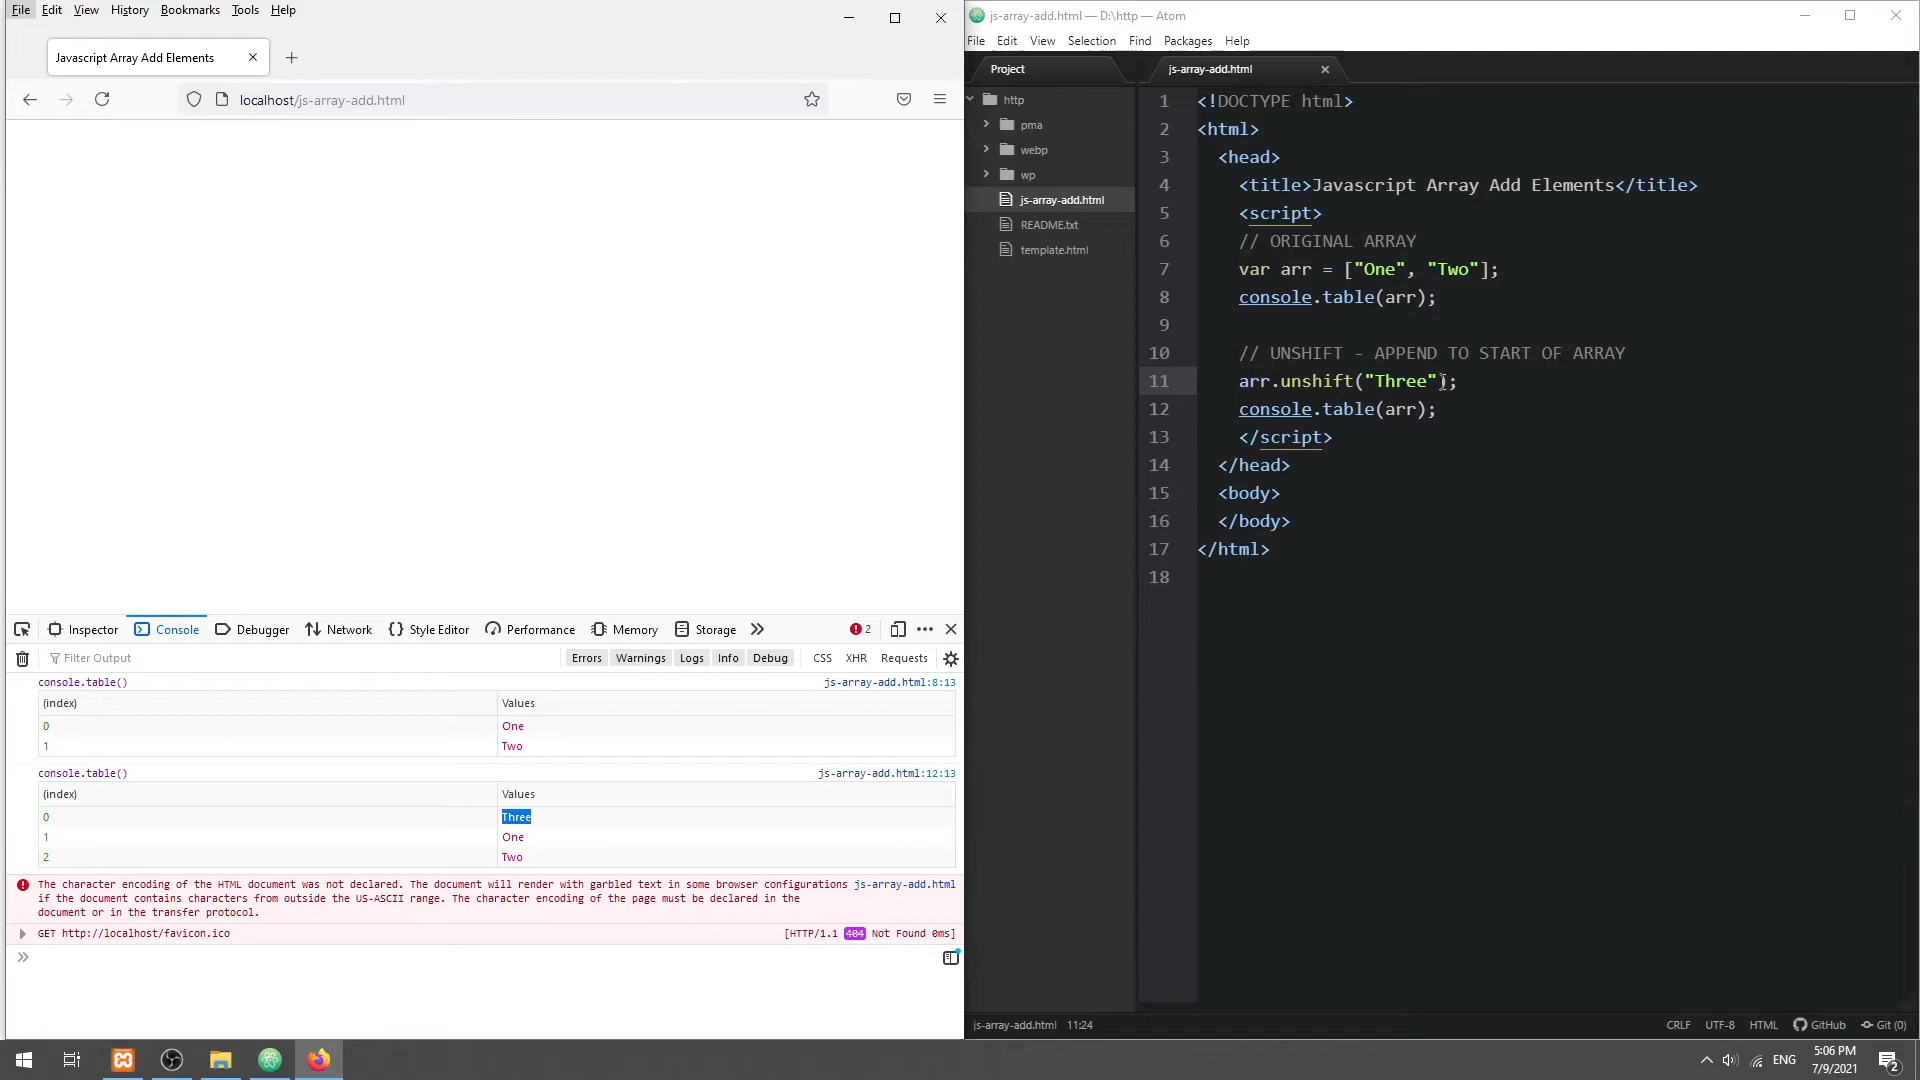 File Edit View History Bookmarks Tools Help
Javascript Array Add Elements
localhost/js-array-add.html
Inspector Console Debugger Network {} Style Editor Performance Memory Storage 2
Filter Output Errors Warnings Logs Info Debug CSS XHR Requests
console.table() js-array-add.html:8:13
(index) Values
0 One
1 Two
console.table() js-array-add.html:12:13
(index) Values
0 Three
1 One
2 Two
The character encoding of the HTML document was not declared. The document will render with garbled text in some browser configurations js-array-add.html
if the document contains characters from outside the US-ASCII range. The character encoding of the page must be declared in the
document or in the transfer protocol.
GET http://localhost/favicon.ico [HTTP/1.1 404 Not Found 0ms]
js-array-add.html — D:\http — Atom
File Edit View Selection Find Packages Help
Project
http
pma
webp
wp
js-array-add.html
README.txt
template.html
js-array-add.html
1 <!DOCTYPE html>
2 <html>
3 <head>
4 <title>Javascript Array Add Elements</title>
5 <script>
6 // ORIGINAL ARRAY
7 var arr = ["One", "Two"];
8 console.table(arr);
9
10 // UNSHIFT - APPEND TO START OF ARRAY
11 arr.unshift("Three");
12 console.table(arr);
13 </script>
14 </head>
15 <body>
16 </body>
17 </html>
18
js-array-add.html 11:24 CRLF UTF-8 HTML GitHub Git (0)
ENG 5:06 PM
7/9/2021 2